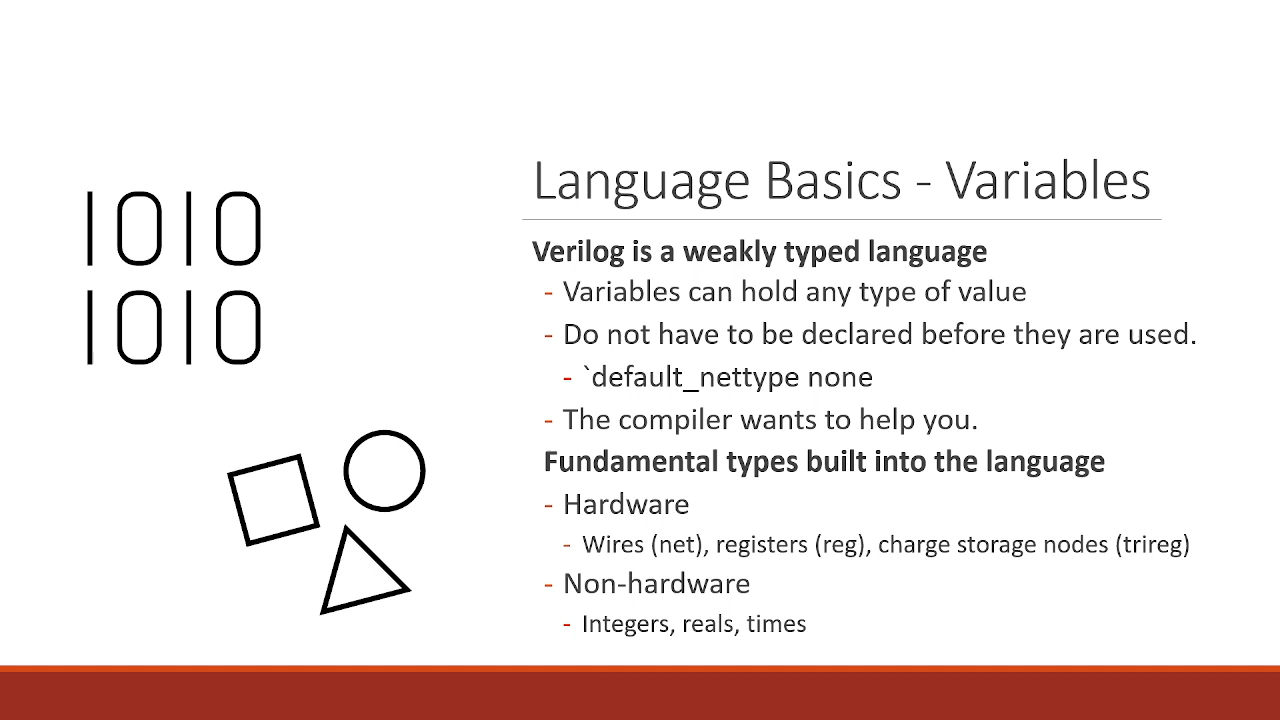 1010
1010
Language Basics - Variables
Verilog is a weakly typed language
- Variables can hold any type of value
- Do not have to be declared before they are used.
- `default_nettype none
- The compiler wants to help you.
Fundamental types built into the language
- Hardware
- Wires (net), registers (reg), charge storage nodes (trireg)
- Non-hardware
- Integers, reals, times